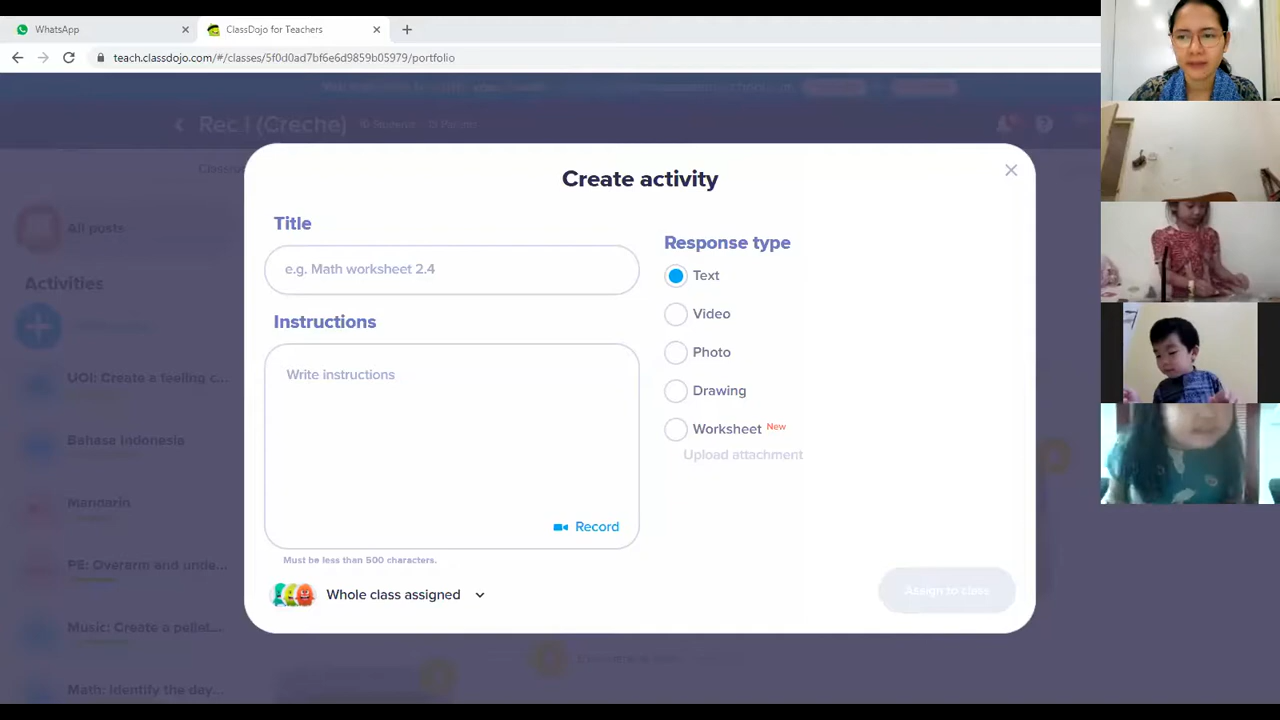 WhatsApp
ClassDojo for Teachers
teach.classdojo.com/#/classes/5f0d0ad7bf6e6d9859b05979/portfolio
Rec I (Creche)
All posts
Activities
UOI: Create a feeling c...
Bahasa Indonesia
Mandarin
PE: Overarm and unde...
Music: Create a pellet...
Math: Identify the day...
Create activity
Title
e.g. Math worksheet 2.4
Instructions
Write instructions
Record
Must be less than 500 characters.
Whole class assigned
Response type
Text
Video
Photo
Drawing
Worksheet New
Upload attachment
Assign to class